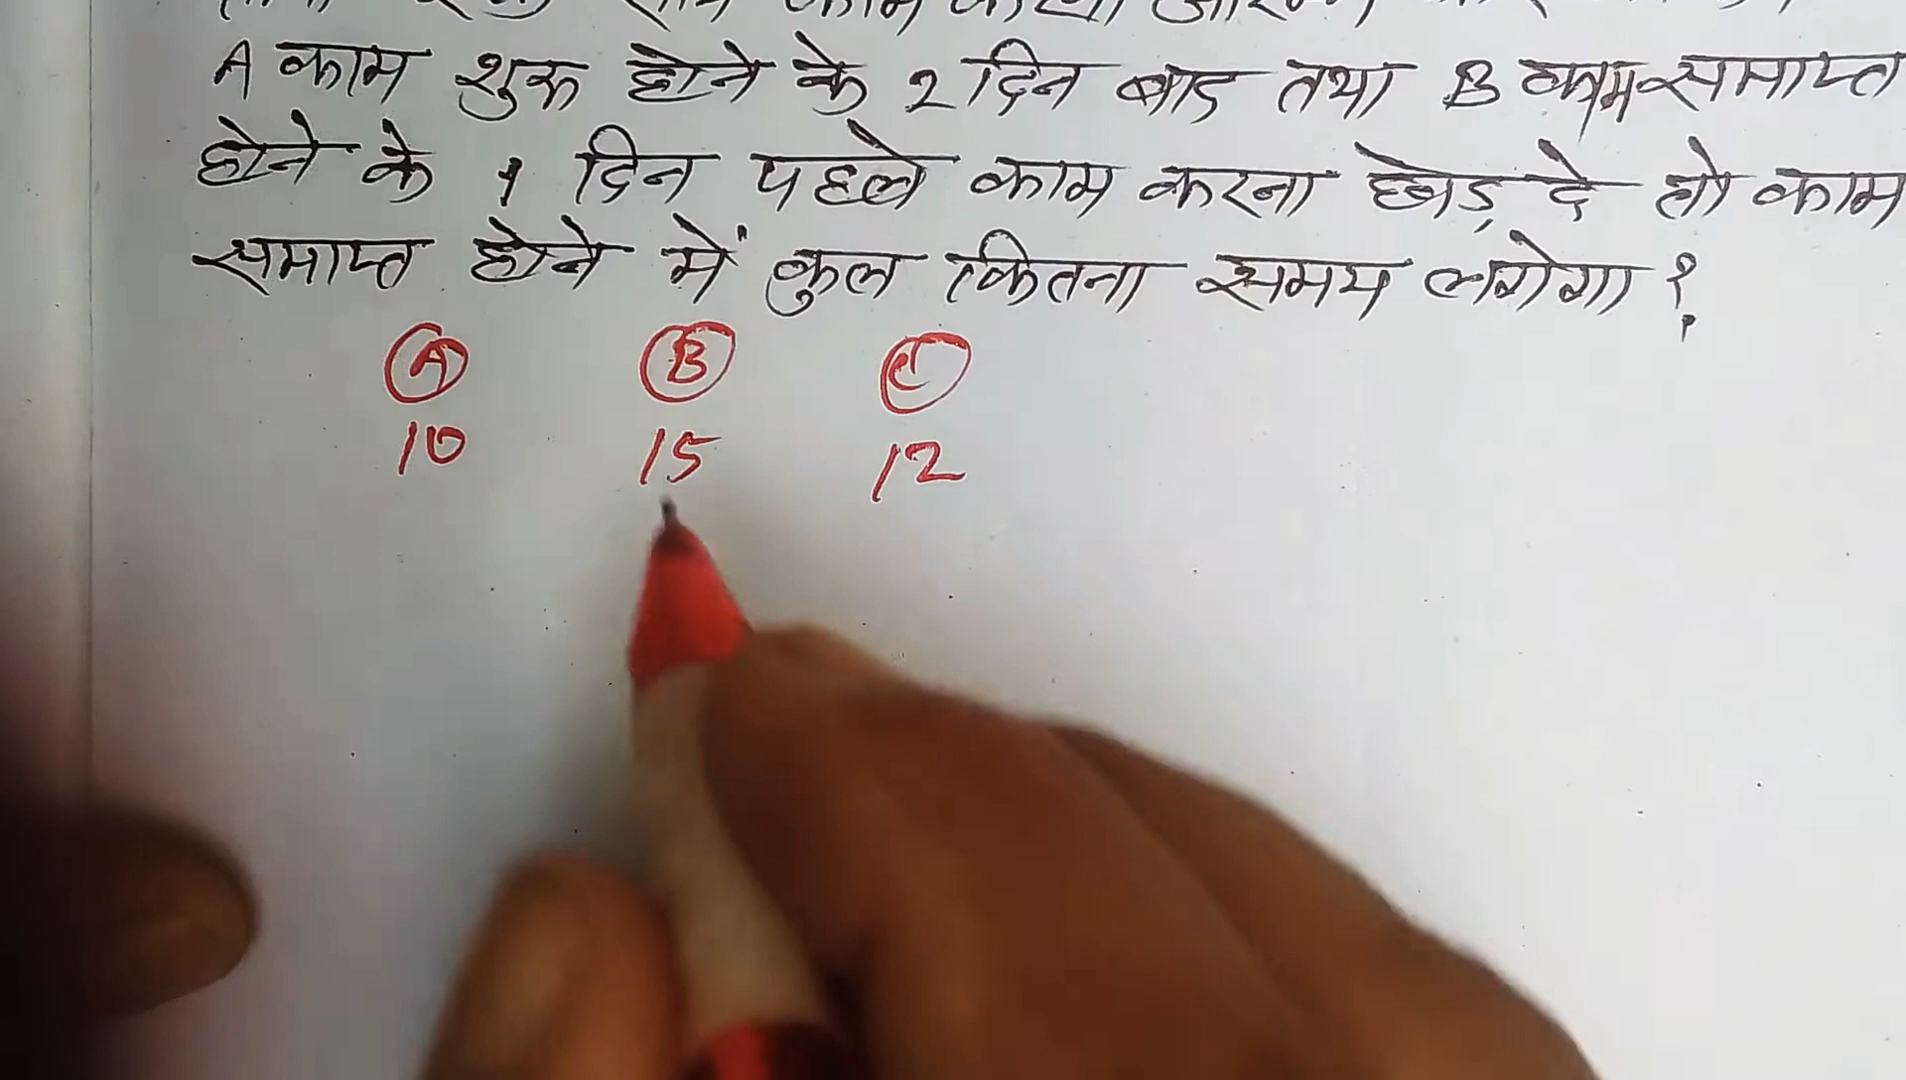 A काम शुरू होने के 2 दिन बाद तथा B काम समाप्त
होने के 1 दिन पहले काम करना छोड़ दे तो काम
समाप्त होने में कुल कितना समय लगेगा ?
A B C
10 15 12